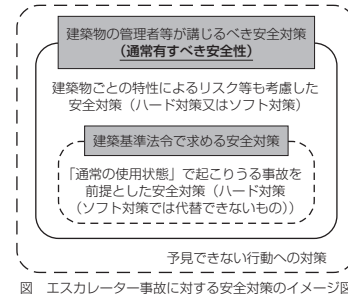 建築物の管理者等が講じるべき安全対策
（通常有すべき安全性）
建築物ごとの特性によるリスク等も考慮した
安全対策（ハード対策又はソフト対策）
建築基準法令で求める安全対策
「通常の使用状態」で起こりうる事故を
前提とした安全対策（ハード対策
（ソフト対策では代替できないもの））
予見できない行動への対策
図　エスカレーター事故に対する安全対策のイメージ図